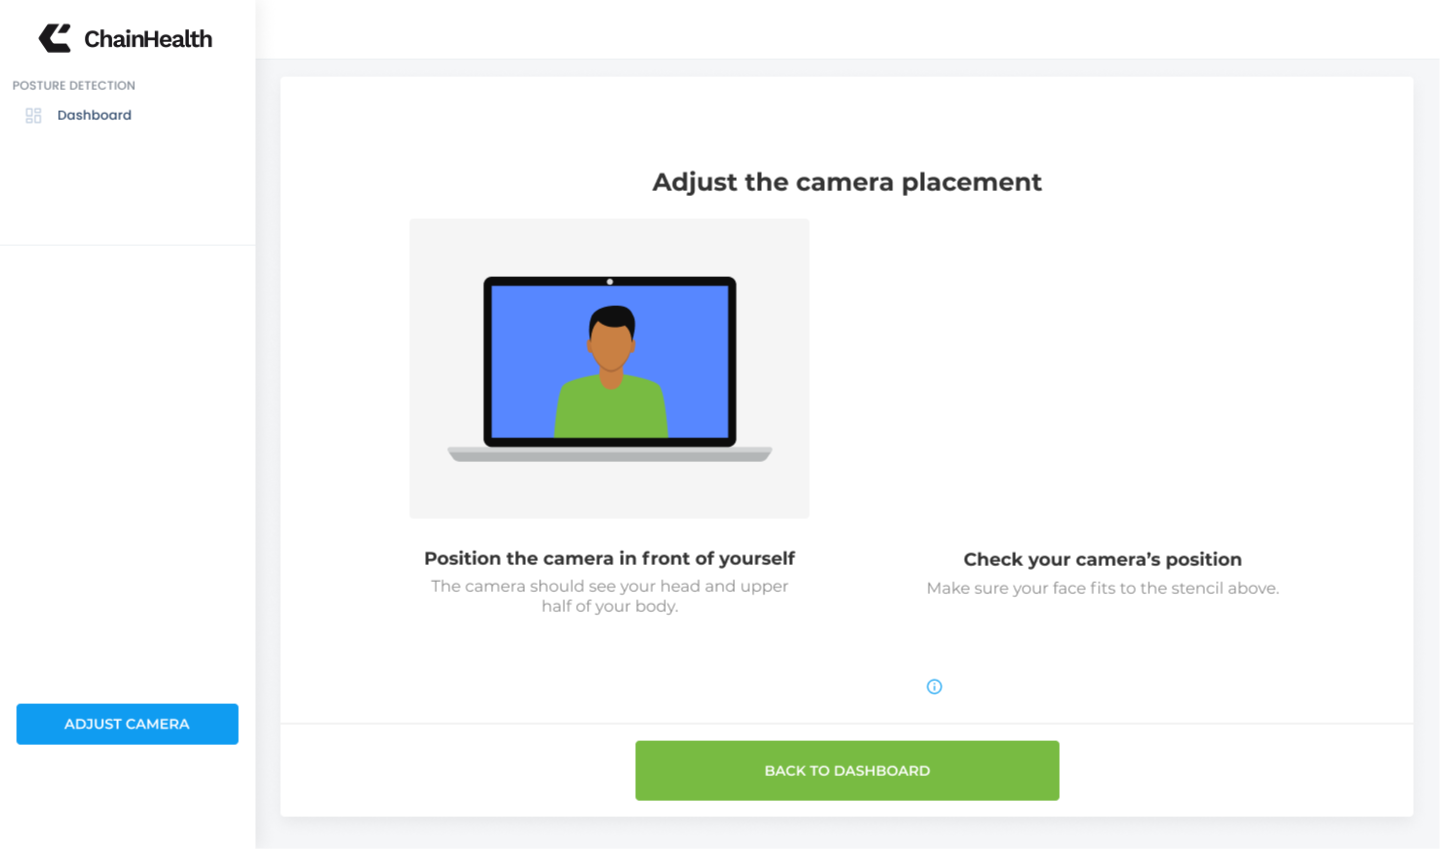 ChainHealth
POSTURE DETECTION
Dashboard
Adjust the camera placement
Position the camera in front of yourself
The camera should see your head and upper
half of your body.
Check your camera’s position
Make sure your face fits to the stencil above.
ADJUST CAMERA
BACK TO DASHBOARD